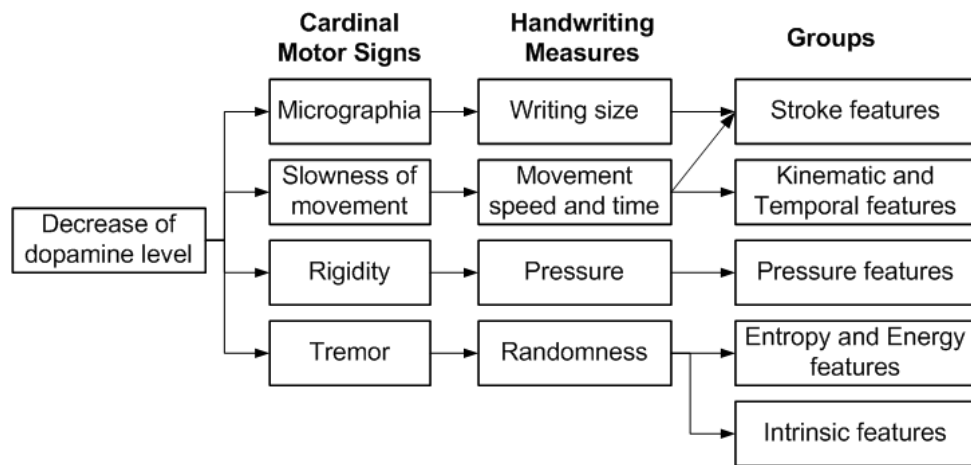 Cardinal
Motor Signs
Handwriting
Measures
Groups
Micrographia
Writing size
Stroke features
Slowness of
movement
Movement
speed and time
Kinematic and
Temporal features
Decrease of
dopamine level
Rigidity
Pressure
Pressure features
Tremor
Randomness
Entropy and Energy
features
Intrinsic features